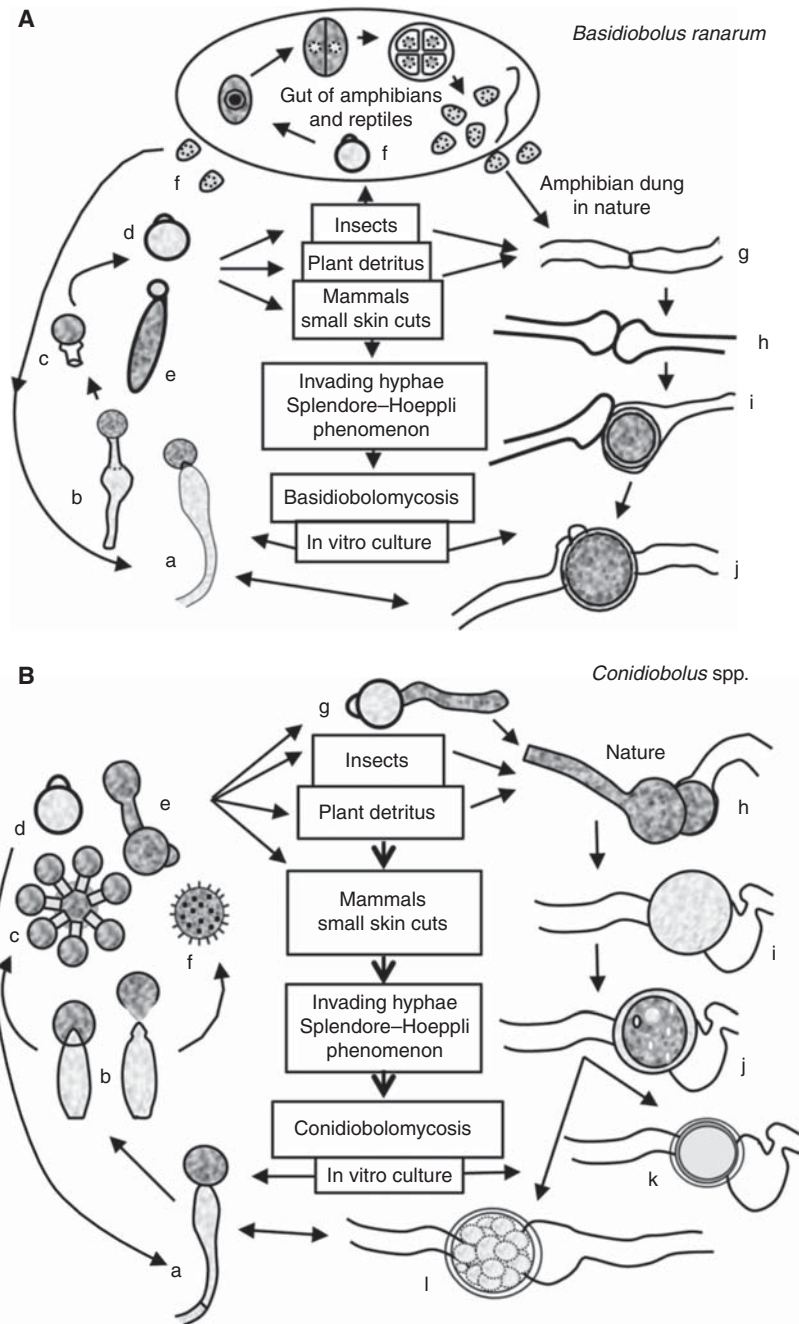 A
Basidiobolus ranarum
Gut of amphibians
and reptiles
f
f
Amphibian dung
in nature
d
Insects
g
Plant detritus
Mammals
small skin cuts
c
e
h
Invading hyphae
Splendore–Hoeppli
phenomenon
i
b
Basidiobolomycosis
In vitro culture
a
j
B
Conidiobolus spp.
g
Nature
Insects
e
d
Plant detritus
h
Mammals
small skin cuts
c
f
i
Invading hyphae
Splendore–Hoeppli
phenomenon
b
j
Conidiobolomycosis
In vitro culture
k
a
l